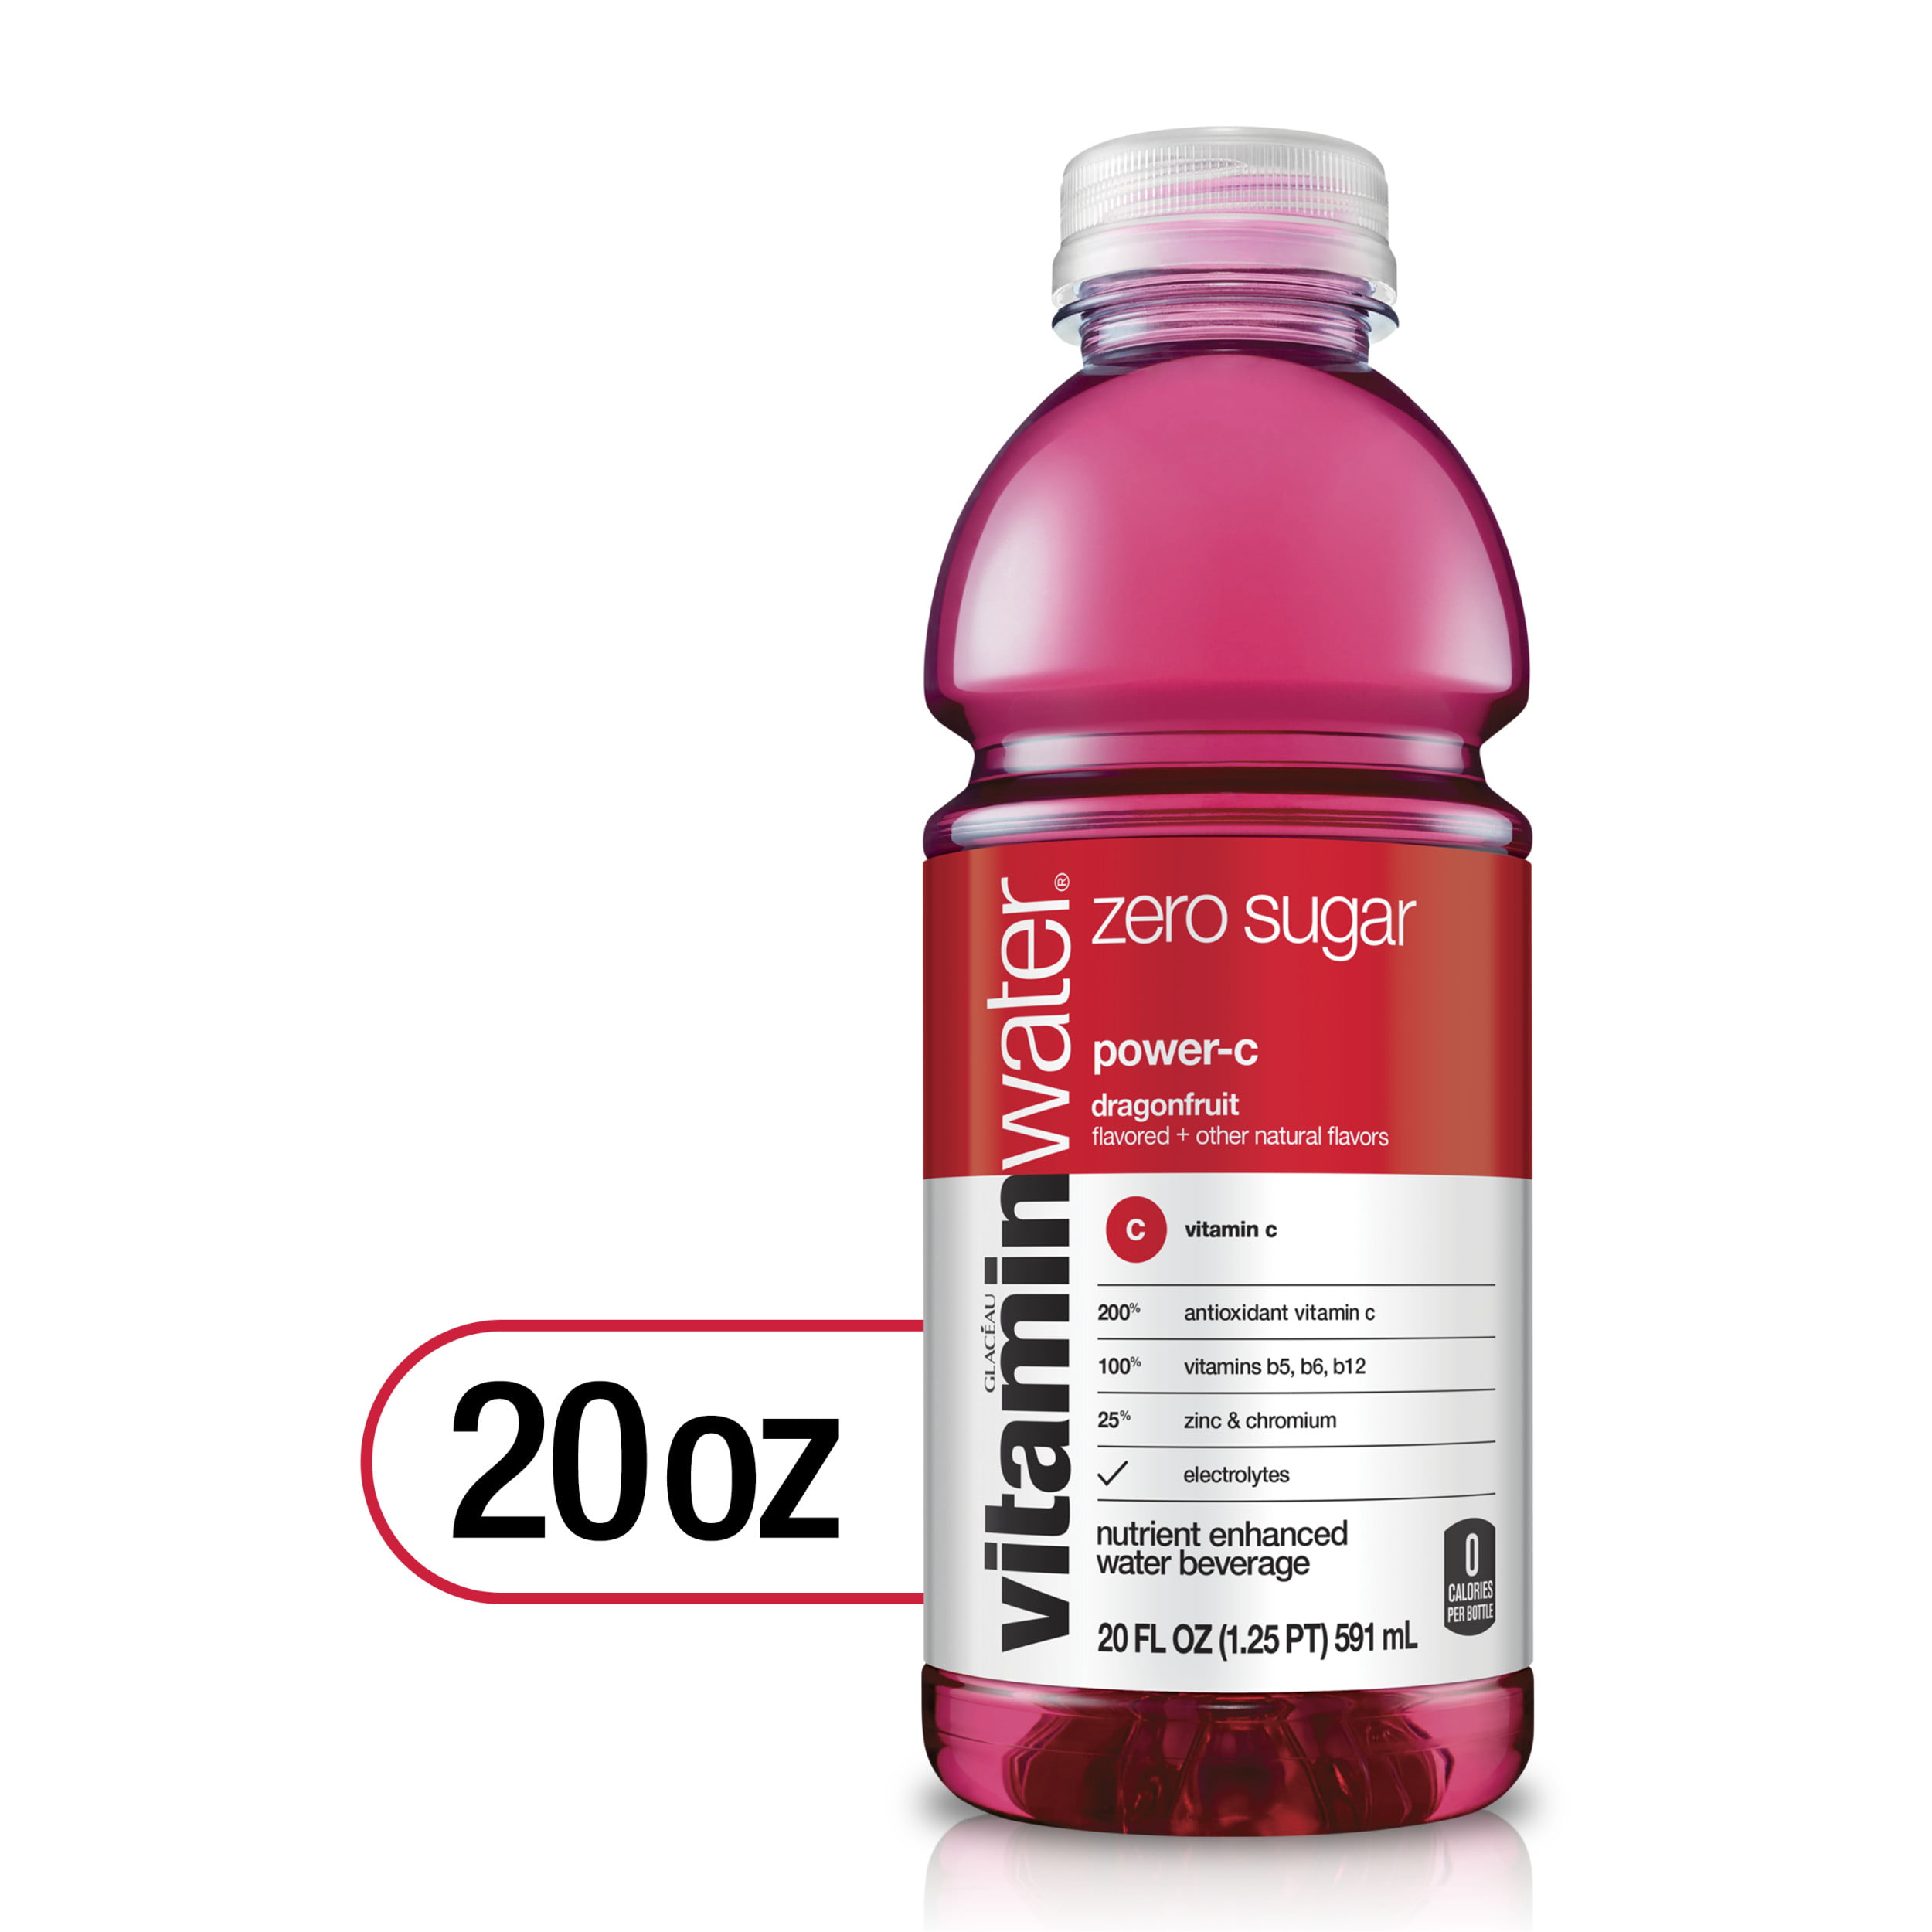 20oz
GLACÉAU
vitaminwater®
zero sugar
power-c
dragonfruit
flavored + other natural flavors
C vitamin c
200% antioxidant vitamin c
100% vitamins b5, b6, b12
25% zinc & chromium
✓ electrolytes
nutrient enhanced
water beverage
0
CALORIES
PER BOTTLE
20 FL OZ (1.25 PT) 591 mL